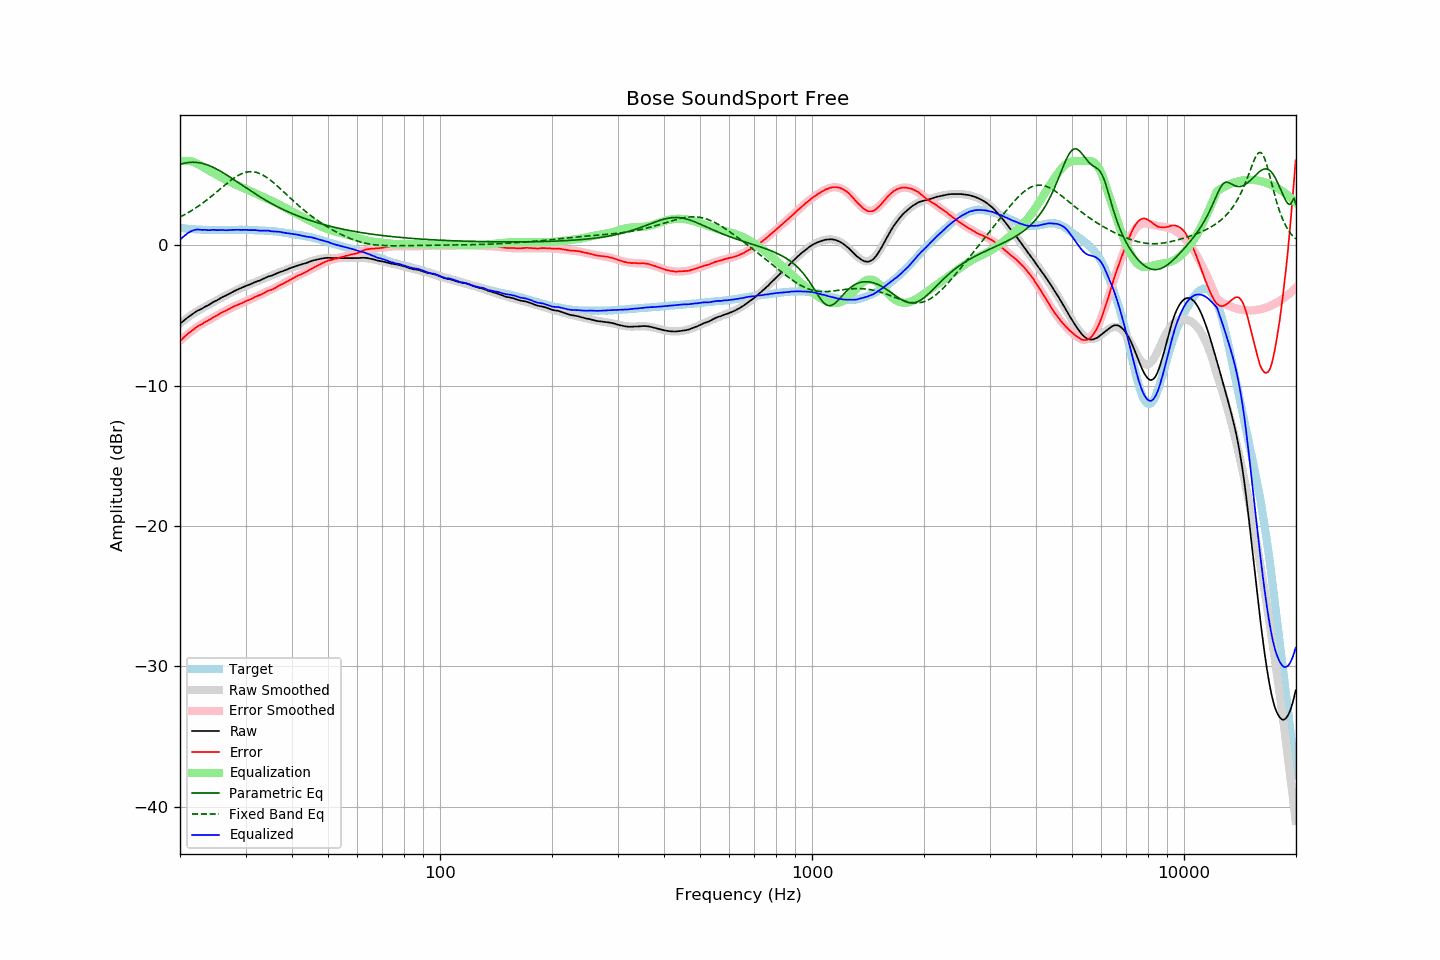 Bose SoundSport Free
Amplitude (dBr)
0
−10
−20
−30
−40
Target
Raw Smoothed
Error Smoothed
Raw
Error
Equalization
Parametric Eq
Fixed Band Eq
Equalized
100
1000
10000
Frequency (Hz)